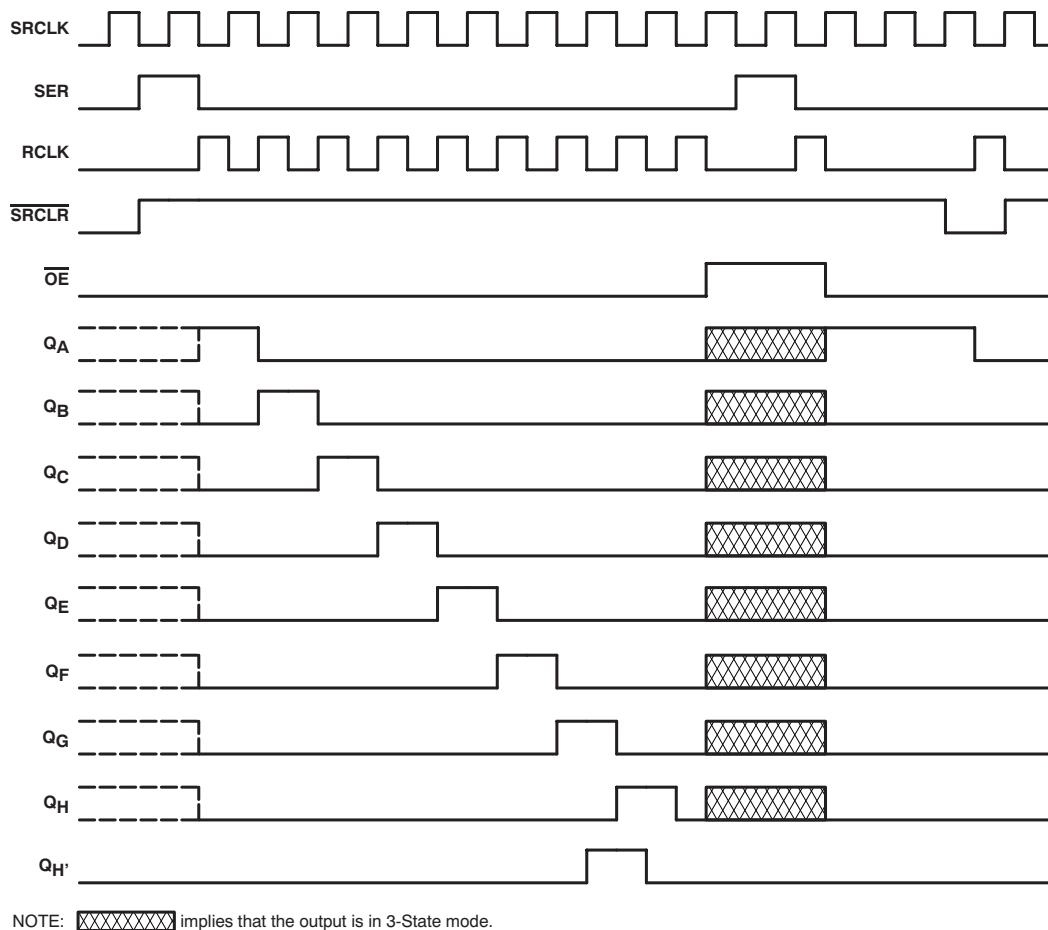 SRCLK
SER
RCLK
SRCLR
OE
QA
QB
QC
QD
QE
QF
QG
QH
QH’
NOTE: implies that the output is in 3-State mode.